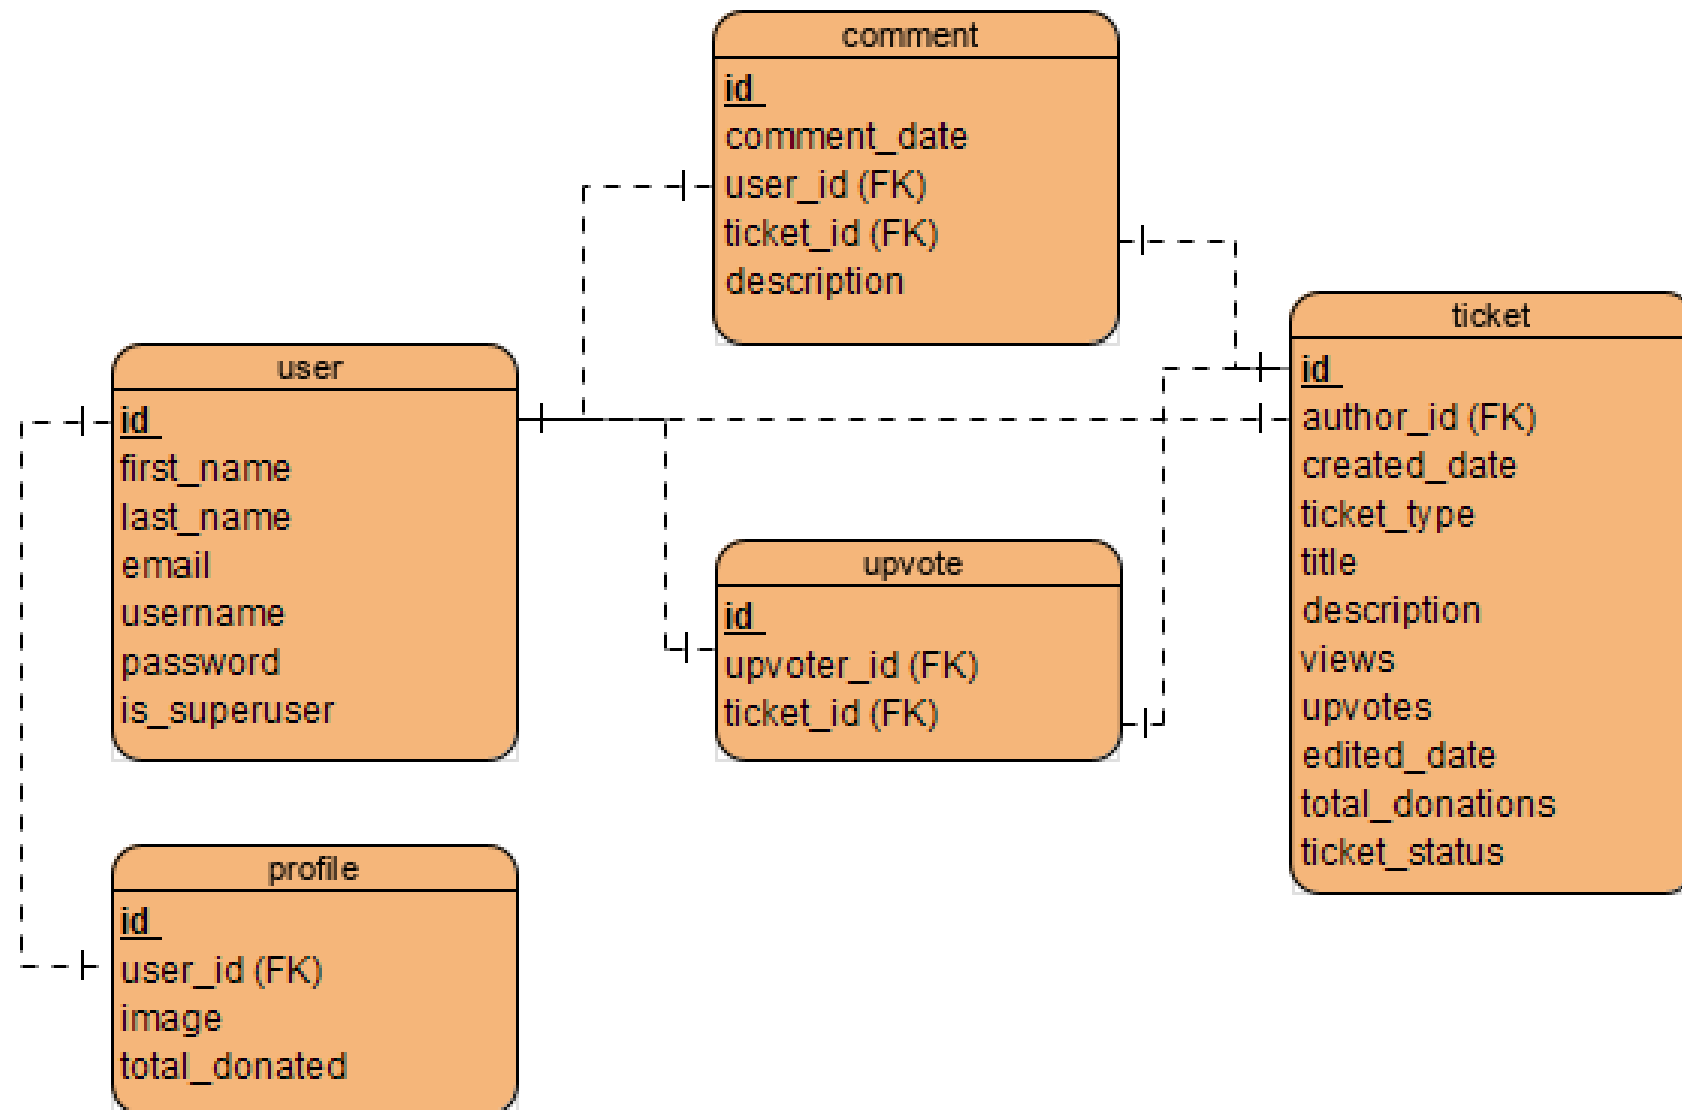 comment
id
comment_date
user_id (FK)
ticket_id (FK)
description
user
id
first_name
last_name
email
username
password
is_superuser
upvote
id
upvoter_id (FK)
ticket_id (FK)
ticket
id
author_id (FK)
created_date
ticket_type
title
description
views
upvotes
edited_date
total_donations
ticket_status
profile
id
user_id (FK)
image
total_donated